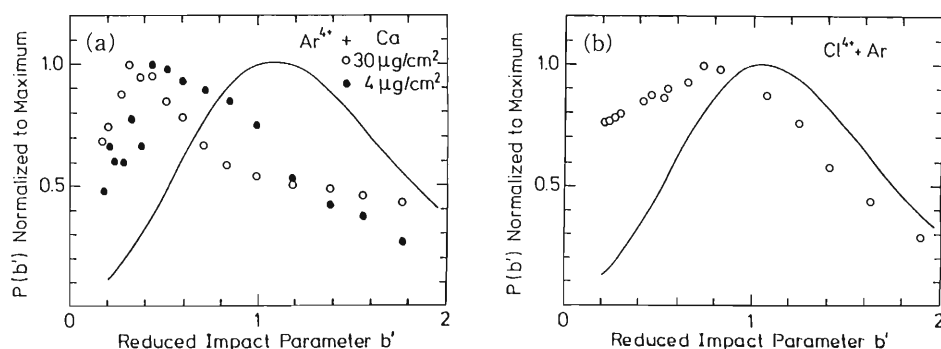 (a)
Ar⁴⁺ + Ca
○ 30 μg/cm²
● 4 μg/cm²
1.0
0.5
P(b') Normalized to Maximum
0 1 2
Reduced Impact Parameter b'
(b)
Cl⁴⁺ + Ar
1.0
0.5
P(b') Normalized to Maximum
0 1 2
Reduced Impact Parameter b'